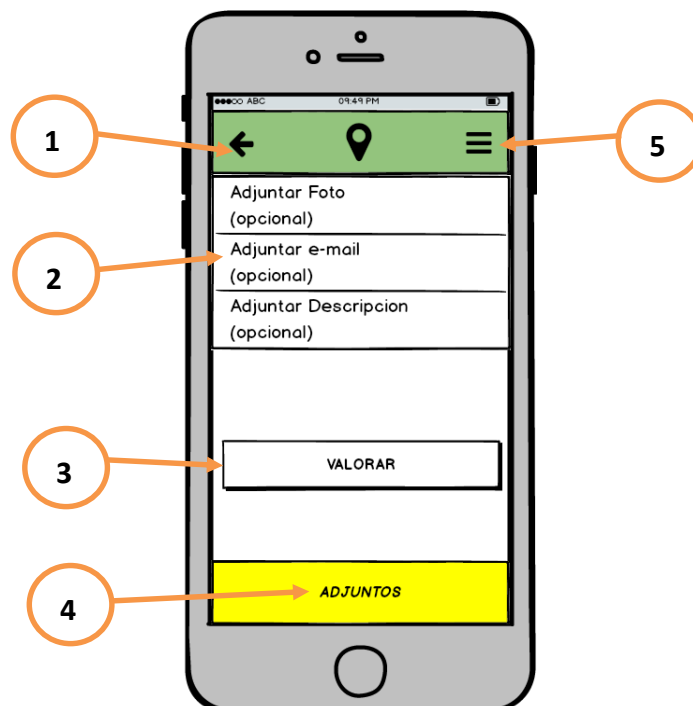 ABC 09:49 PM
1
5
Adjuntar Foto
(opcional)
2
Adjuntar e-mail
(opcional)
Adjuntar Descripcion
(opcional)
3
VALORAR
4
ADJUNTOS